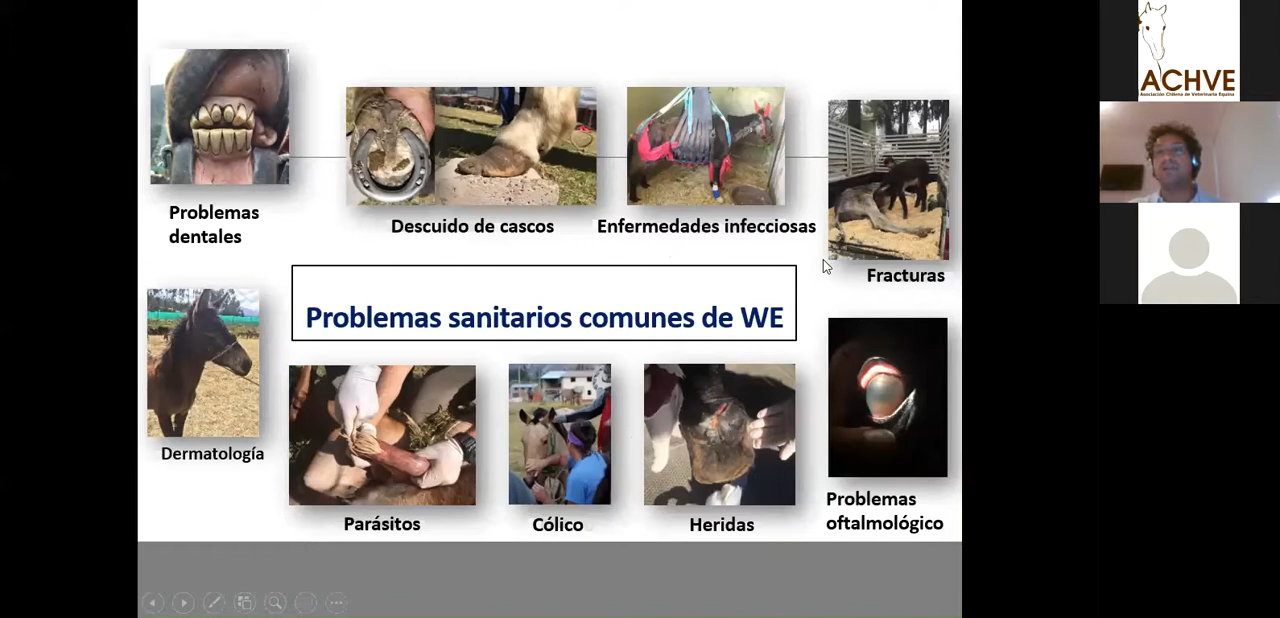 Problemas
dentales
Descuido de cascos
Enfermedades infecciosas
Fracturas
Problemas sanitarios comunes de WE
Dermatología
Parásitos
Cólico
Heridas
Problemas
oftalmológico
ACHVE
Asociación Chilena de Veterinaria Equina